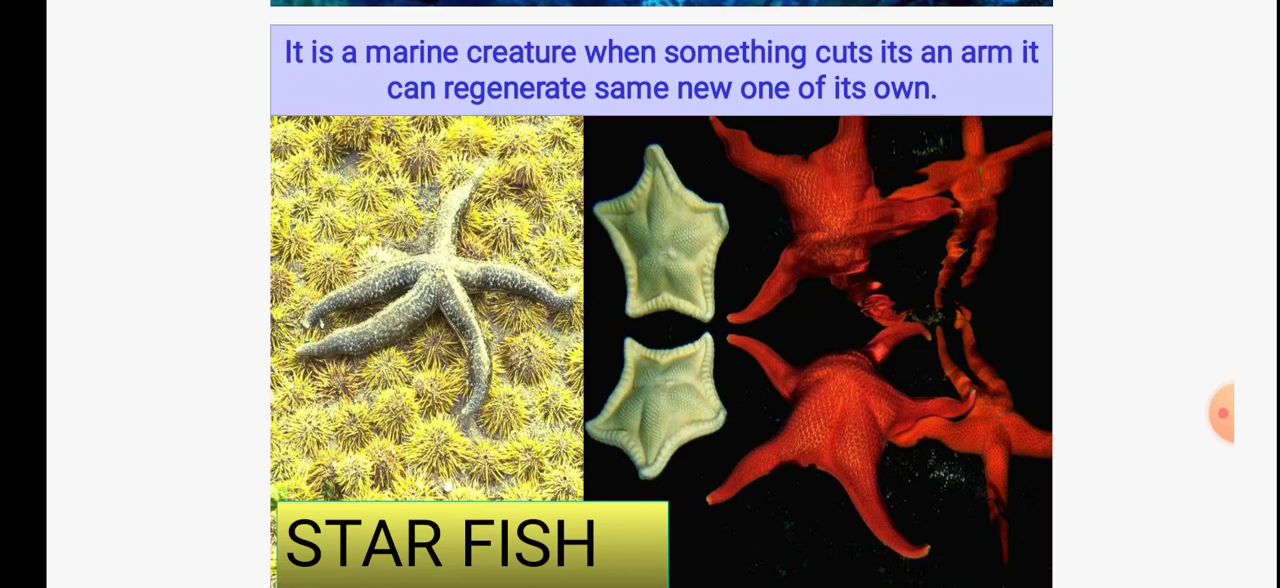 It is a marine creature when something cuts its an arm it
can regenerate same new one of its own.
STAR FISH